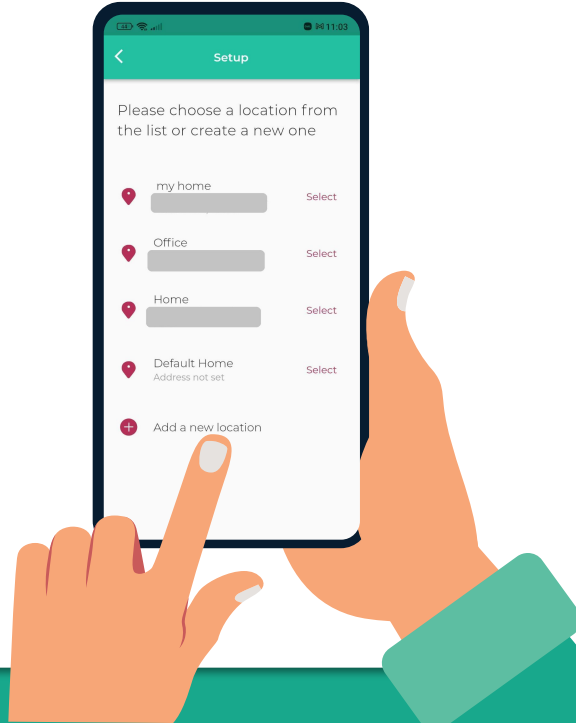 11:03
Setup
Please choose a location from
the list or create a new one
my home
Select
Office
Select
Home
Select
Default Home
Address not set
Select
Add a new location